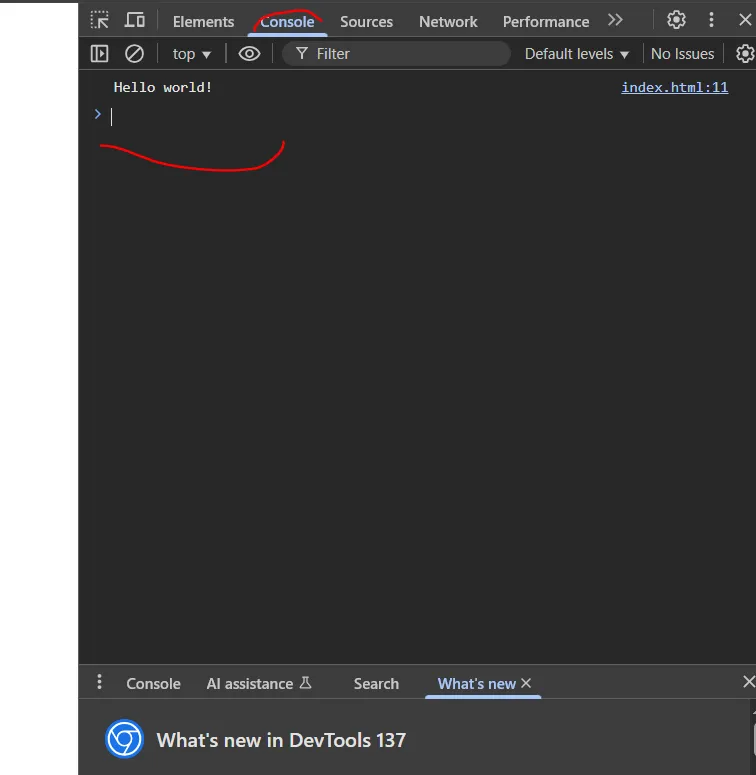 Elements Console Sources Network Performance
top Filter Default levels No Issues
Hello world! index.html:11
Console AI assistance Search What's new
What's new in DevTools 137